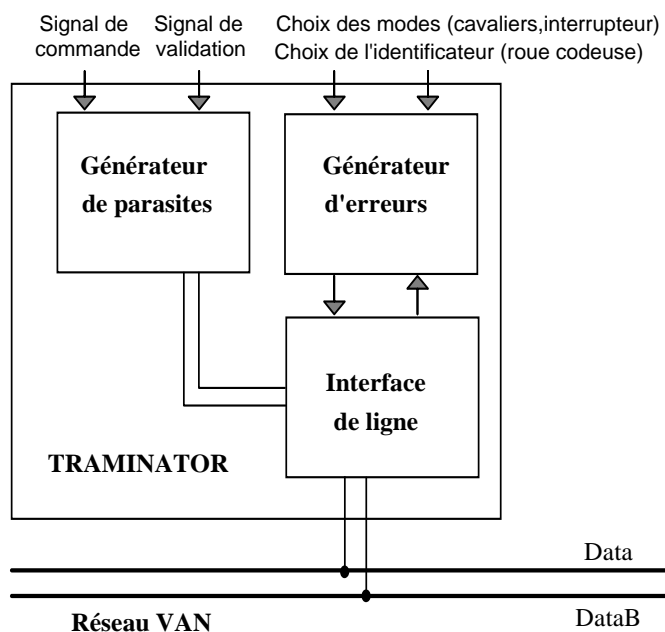 Signal de
commande
Signal de
validation
Choix des modes (cavaliers,interrupteur)
Choix de l'identificateur (roue codeuse)
Générateur
de parasites
Générateur
d'erreurs
Interface
de ligne
TRAMINATOR
Data
Réseau VAN
DataB